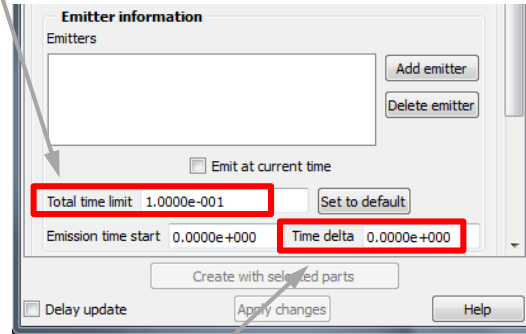 Emitter information
Emitters
Add emitter
Delete emitter
Emit at current time
Total time limit 1.0000e-001 Set to default
Emission time start 0.0000e+000 Time delta 0.0000e+000
Create with selected parts
Delay update Apply changes Help